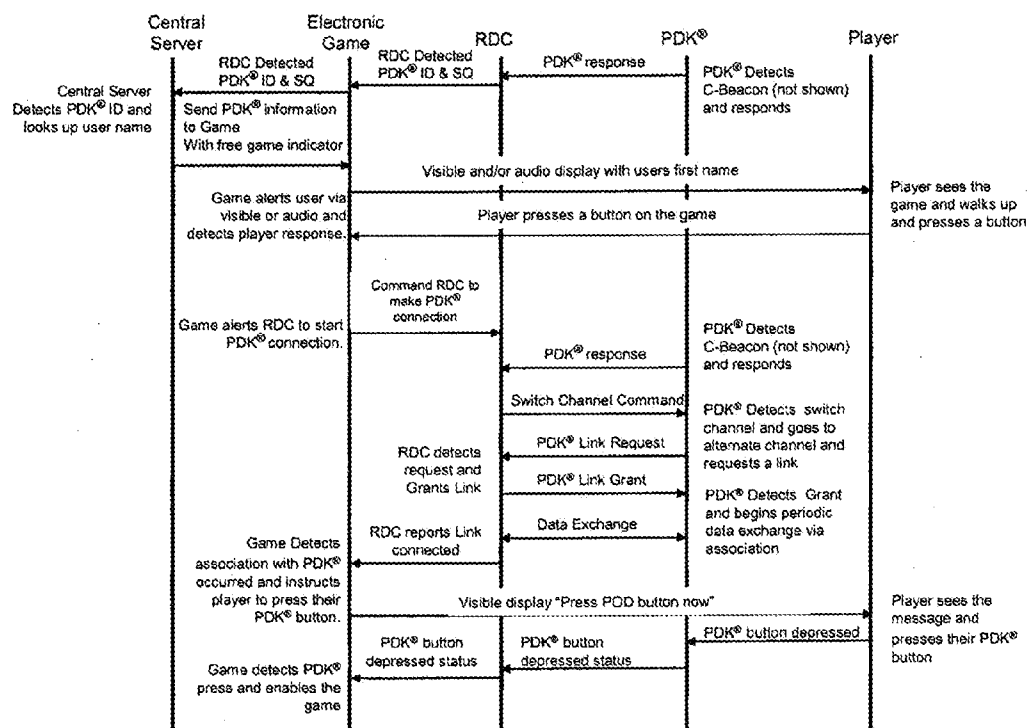 Central
Server
Electronic
Game
RDC
PDK®
Player
RDC Detected
PDK® ID & SQ
RDC Detected
PDK® ID & SQ
PDK® response
PDK® Detects
C-Beacon (not shown)
and responds
Central Server
Detects PDK® ID and
looks up user name
Send PDK® information
to Game
With free game indicator
Visible and/or audio display with users first name
Player sees the
game and walks up
and presses a button
Game alerts user via
visible or audio and
detects player response.
Player presses a button on the game
Command RDC to
make PDK®
connection
Game alerts RDC to start
PDK® connection.
PDK® Detects
C-Beacon (not shown)
and responds
PDK® response
Switch Channel Command
PDK® Detects switch
channel and goes to
alternate channel and
requests a link
PDK® Link Request
RDC detects
request and
Grants Link
PDK® Link Grant
PDK® Detects Grant
and begins periodic
data exchange via
association
Data Exchange
RDC reports Link
connected
Game Detects
association with PDK®
occurred and instructs
player to press their
PDK® button.
Visible display "Press POD button now"
Player sees the
message and
presses their PDK®
button
PDK® button depressed
PDK® button
depressed status
PDK® button
depressed status
Game detects PDK®
press and enables the
game